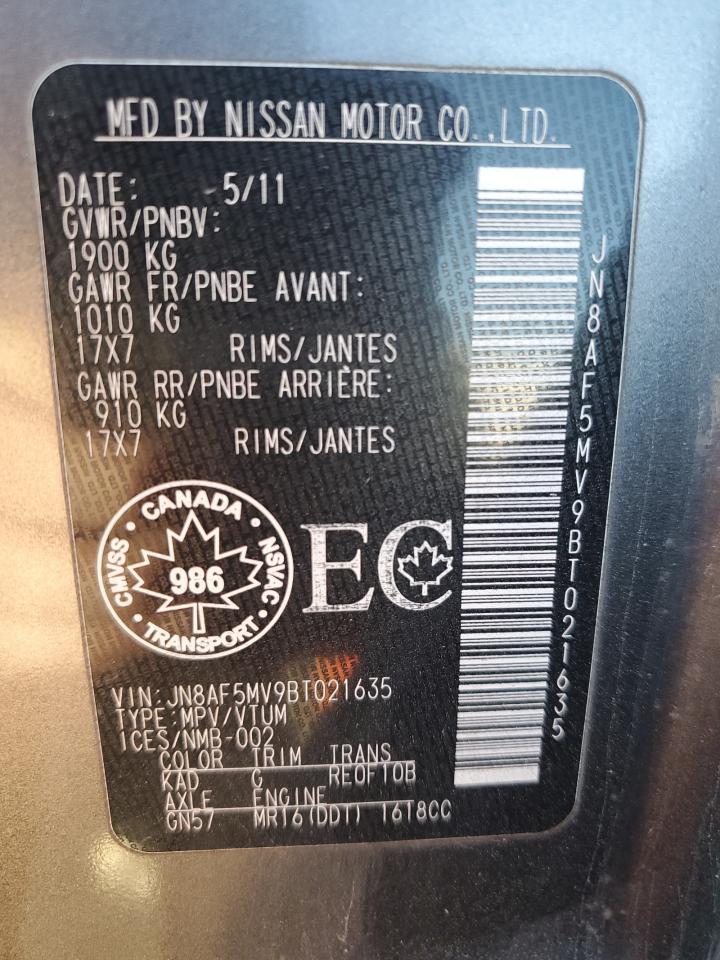 MFD BY NISSAN MOTOR CO.,LTD.
DATE: 5/11
GVWR/PNBV:
1900 KG
GAWR FR/PNBE AVANT:
1010 KG
17X7 RIMS/JANTES
GAWR RR/PNBE ARRIÈRE:
910 KG
17X7 RIMS/JANTES
CANADA
CMVSS 986 NSVAC
TRANSPORT
EC
VIN:JN8AF5MV9BT021635
TYPE:MPV/VTUM
ICES/NMB-002
COLOR TRIM TRANS
KAD G RE0F10B
AXLE ENGINE
GN57 MR16(DDT) 1618CC
JN8AF5MV9BT021635